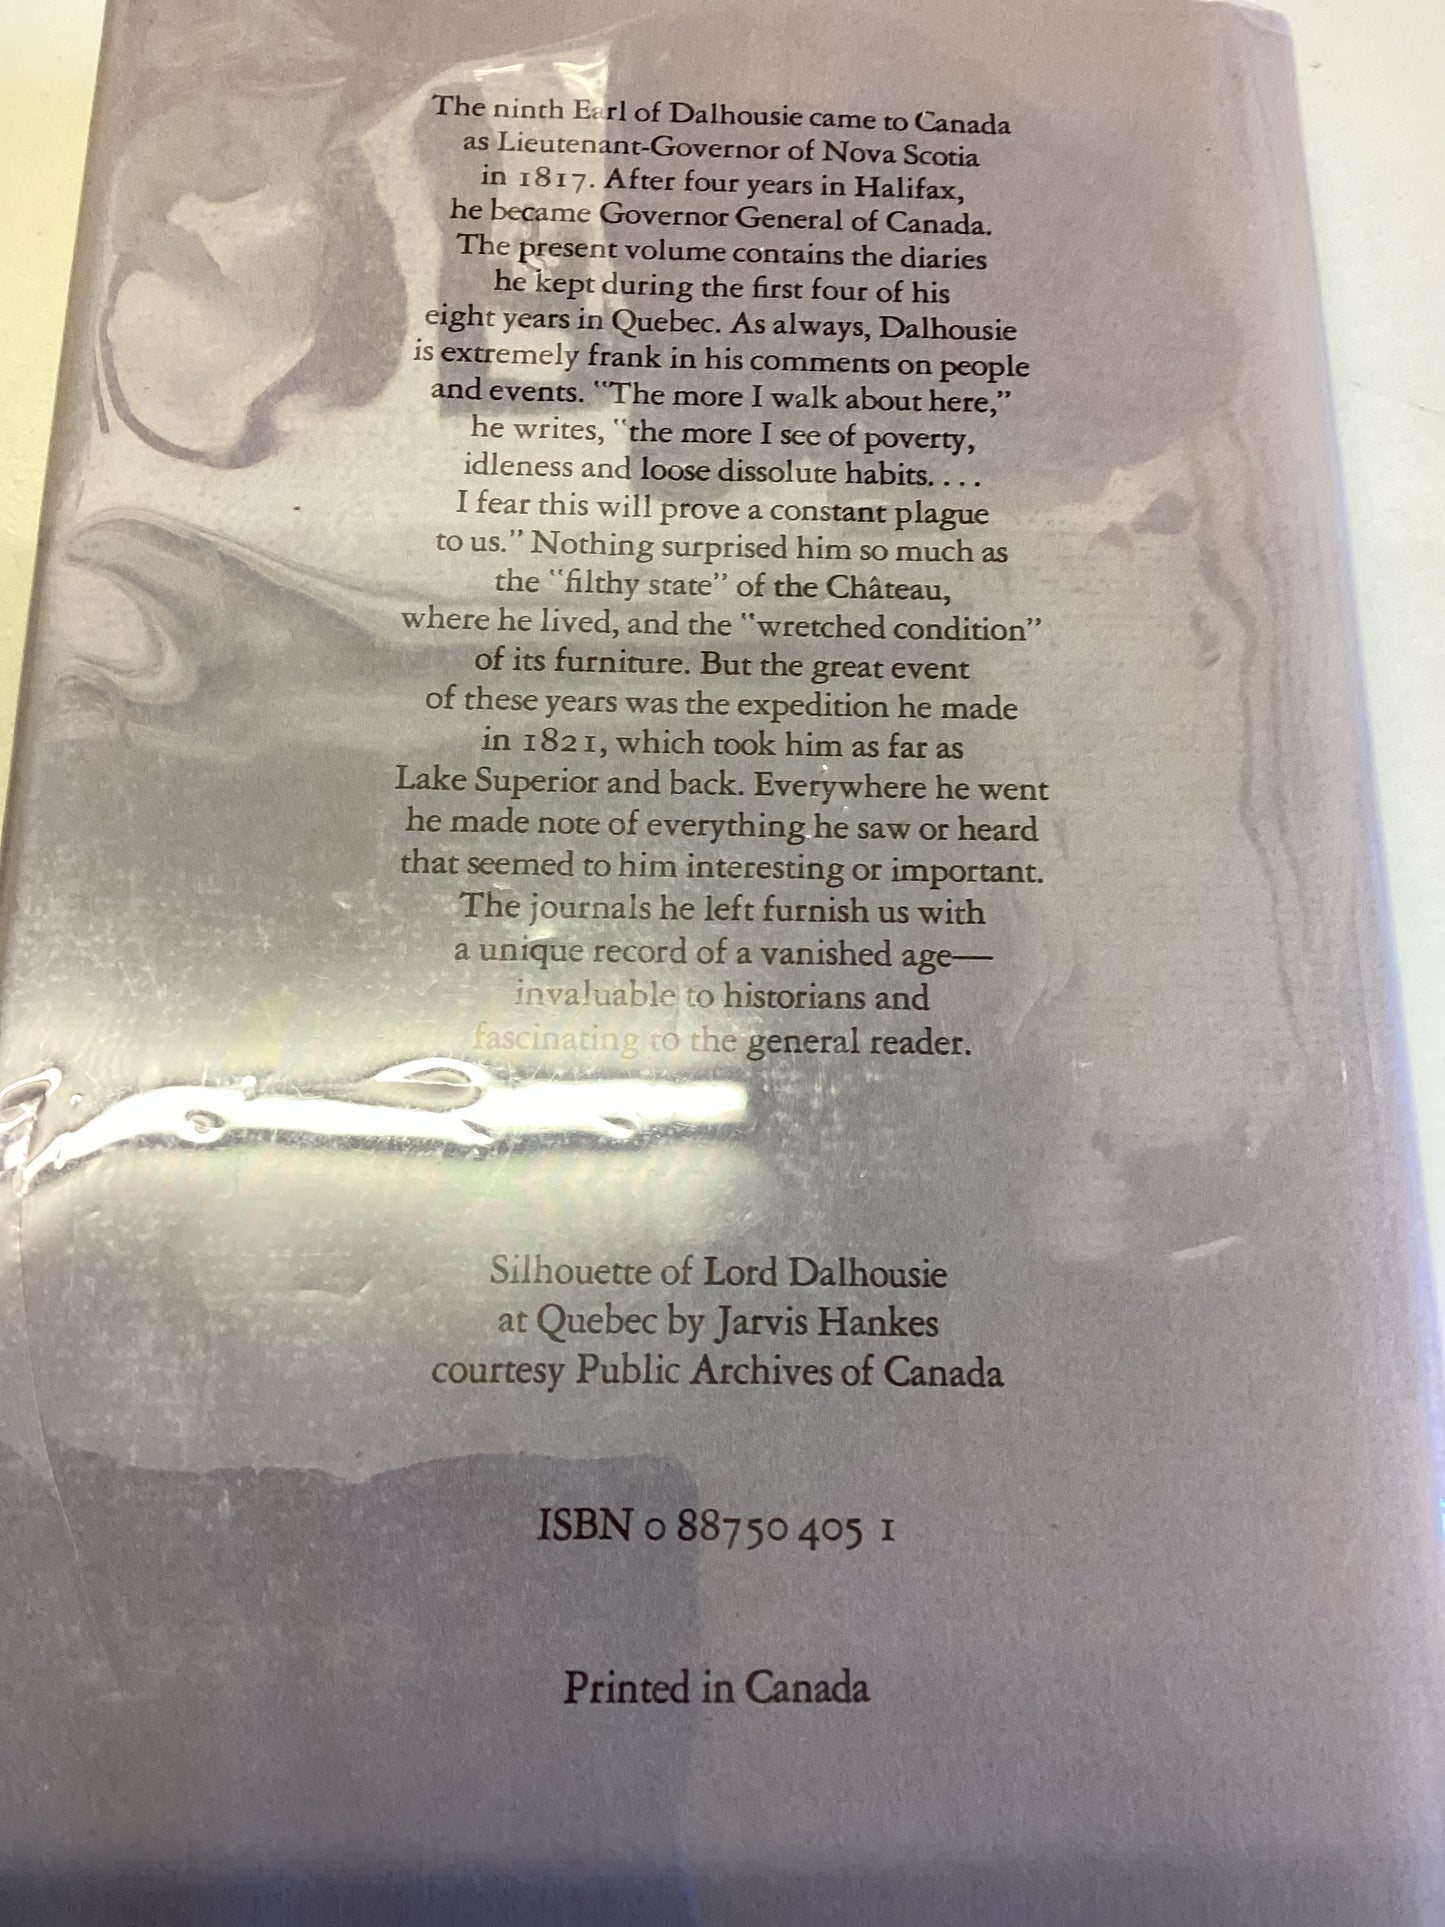 The ninth Earl of Dalhousie came to Canada
as Lieutenant-Governor of Nova Scotia
in 1817. After four years in Halifax,
he became Governor General of Canada.
The present volume contains the diaries
he kept during the first four of his
eight years in Quebec. As always, Dalhousie
is extremely frank in his comments on people
and events. "The more I walk about here,"
he writes, "the more I see of poverty,
idleness and loose dissolute habits. . . .
I fear this will prove a constant plague
to us." Nothing surprised him so much as
the "filthy state" of the Château,
where he lived, and the "wretched condition"
of its furniture. But the great event
of these years was the expedition he made
in 1821, which took him as far as
Lake Superior and back. Everywhere he went
he made note of everything he saw or heard
that seemed to him interesting or important.
The journals he left furnish us with
a unique record of a vanished age—
invaluable to historians and
fascinating to the general reader.
Silhouette of Lord Dalhousie
at Quebec by Jarvis Hankes
courtesy Public Archives of Canada
ISBN 0 88750 405 1
Printed in Canada